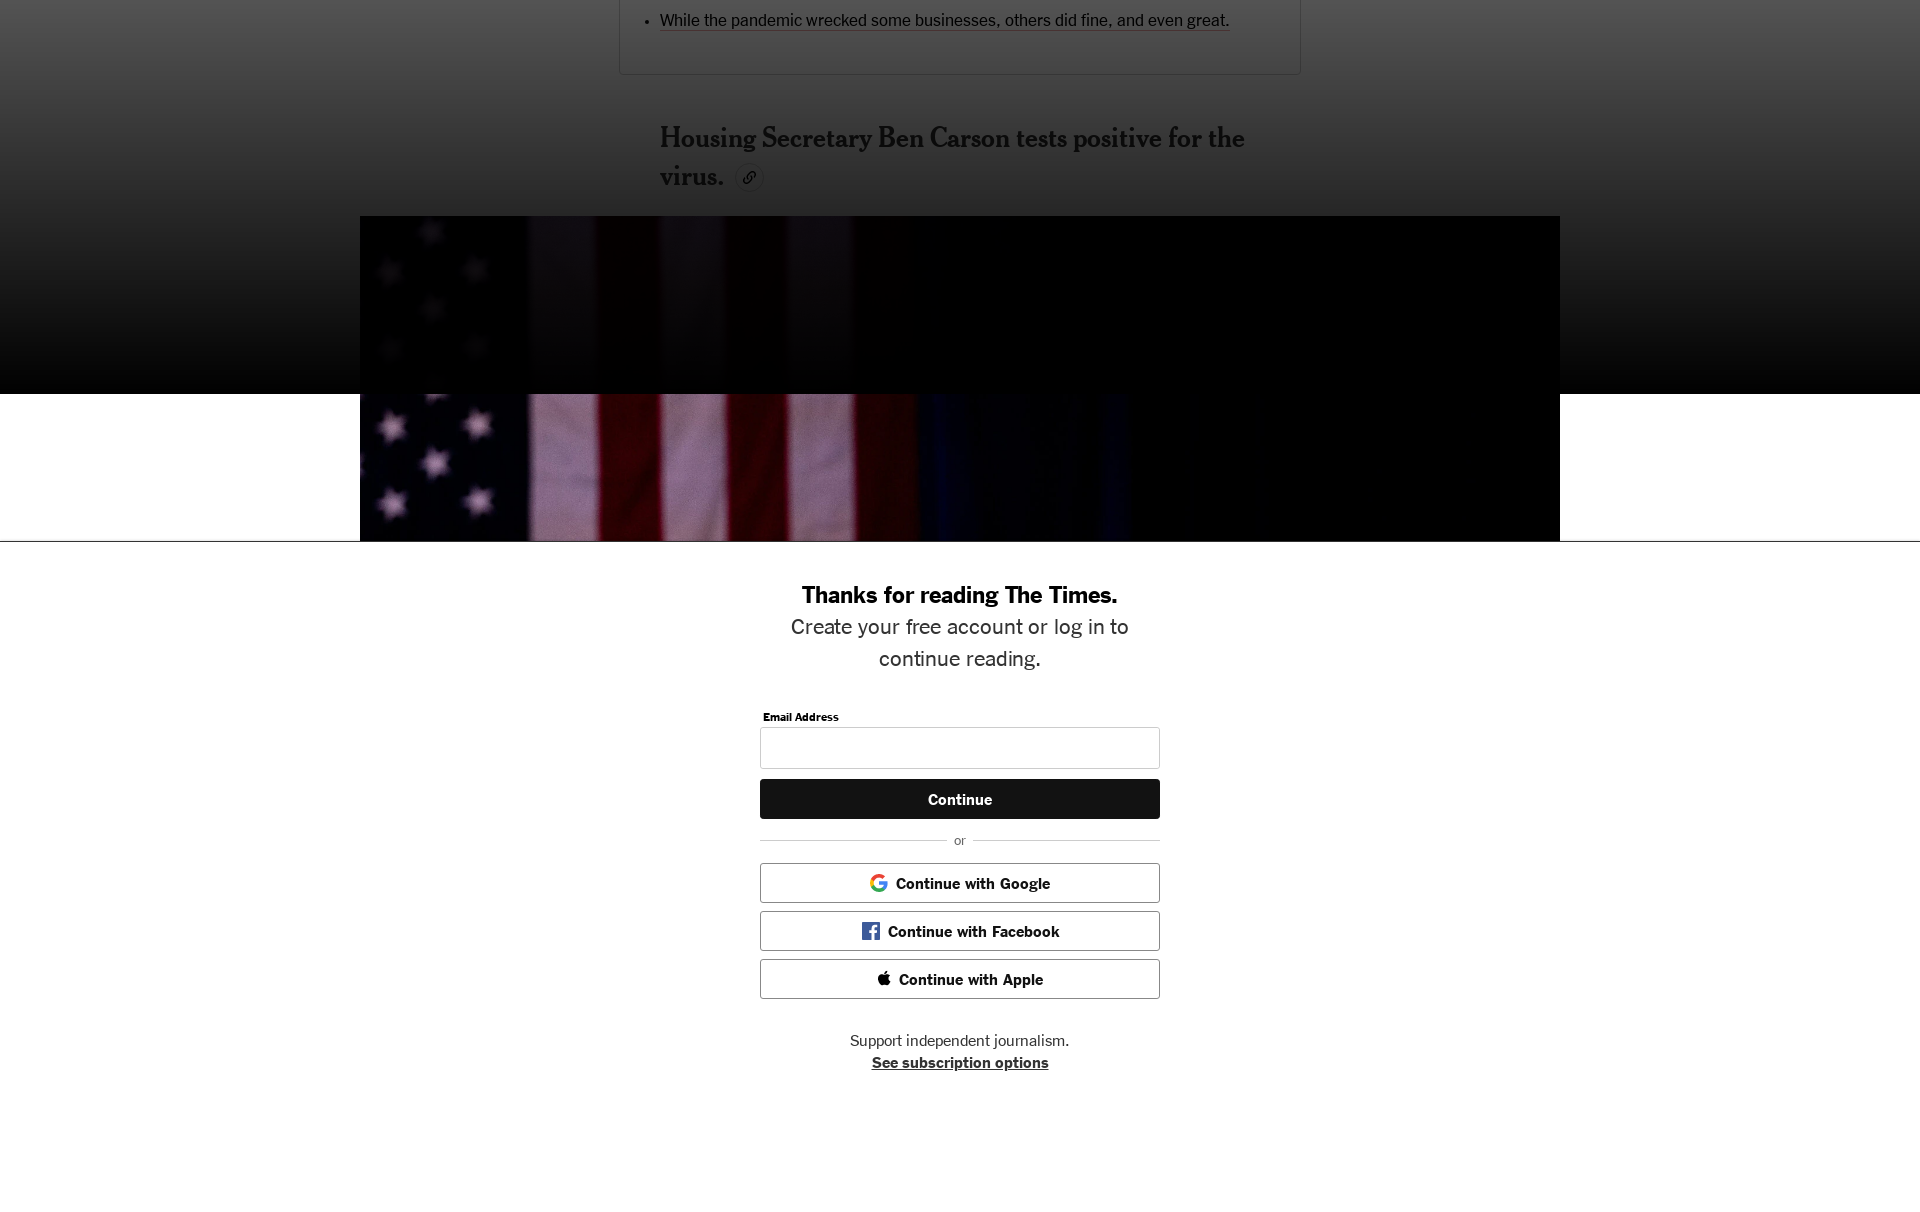 While the pandemic wrecked some businesses, others did fine, and even great.
Housing Secretary Ben Carson tests positive for the
virus.
Thanks for reading The Times.
Create your free account or log in to
continue reading.
Email Address
Continue
or
Continue with Google
Continue with Facebook
Continue with Apple
Support independent journalism.
See subscription options